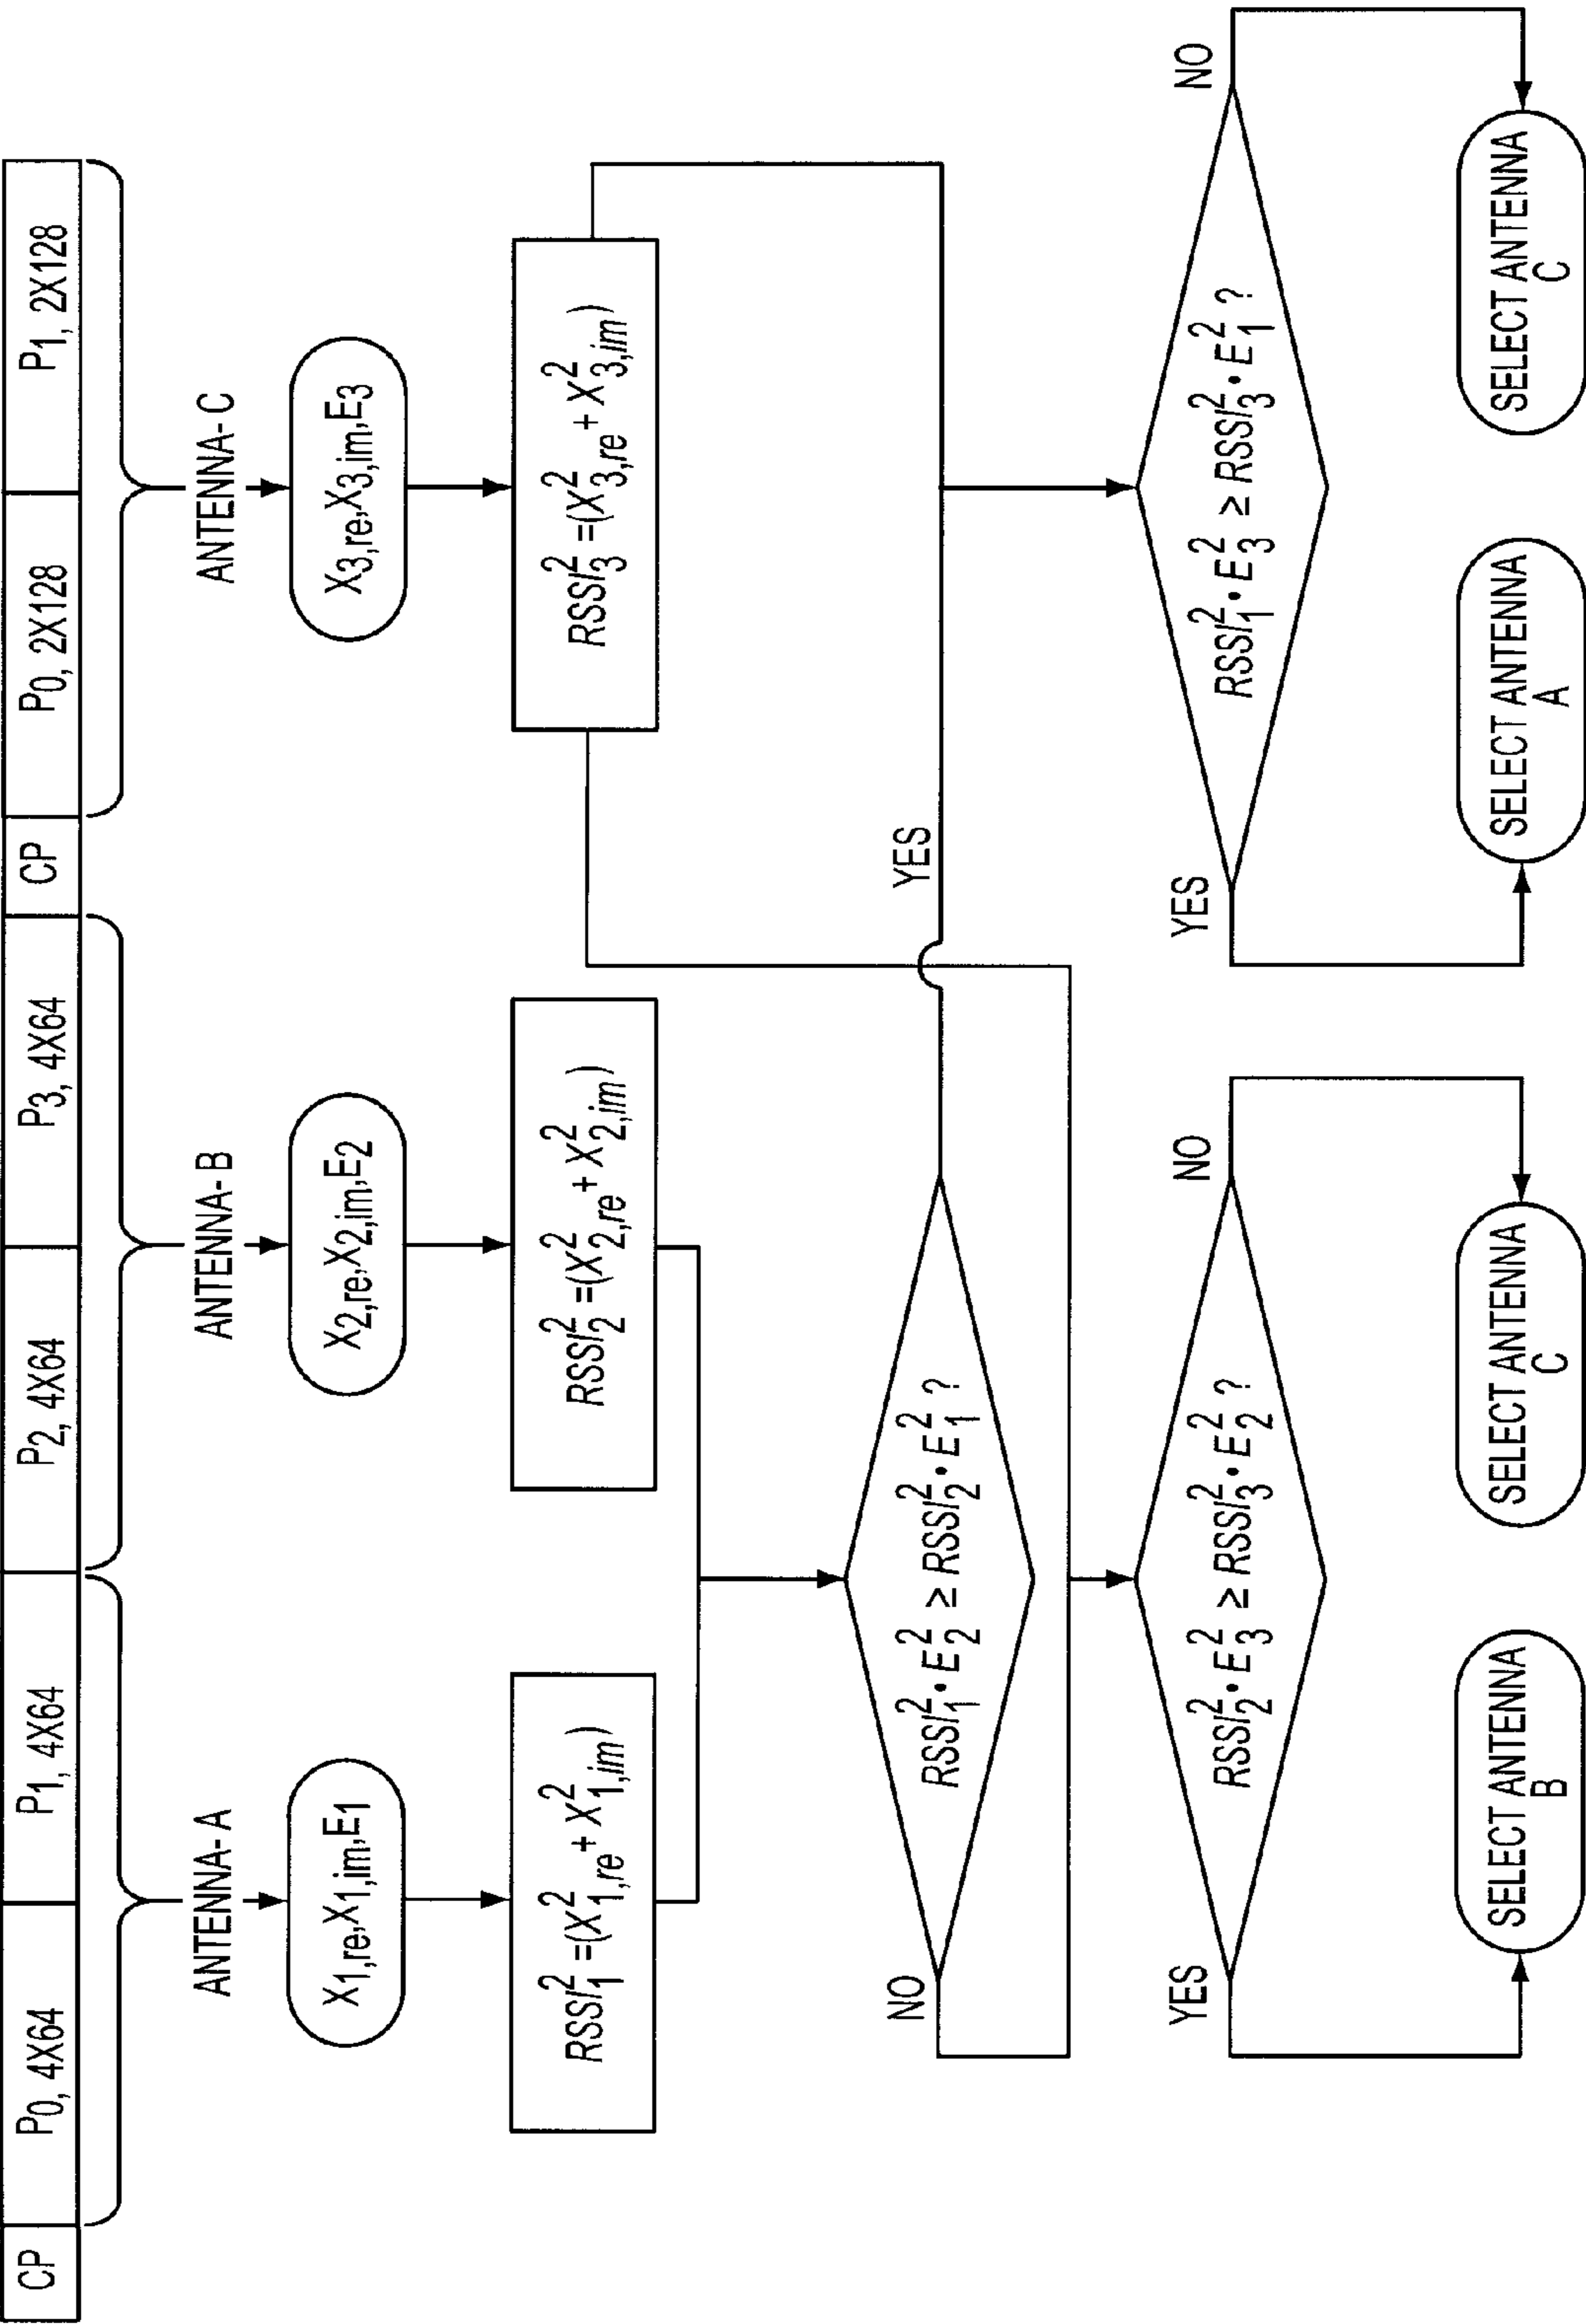 CP
P0, 4X64
P1, 4X64
P2, 4X64
P3, 4X64
CP
P0, 2X128
P1, 2X128
ANTENNA-A
ANTENNA-B
ANTENNA-C
X1,re,X1,im,E1
X2,re,X2,im,E2
X3,re,X3,im,E3
RSSI₁²=(X²1,re + X²1,im)
RSSI₂²=(X²2,re + X²2,im)
RSSI₃²=(X²3,re + X²3,im)
NO
RSSI₁²•E₂² ≥ RSSI₂²•E₁² ?
YES
YES
RSSI₂²•E₃² ≥ RSSI₃²•E₂² ?
NO
YES
RSSI₁²•E₃² ≥ RSSI₃²•E₁² ?
NO
SELECT ANTENNA
B
SELECT ANTENNA
C
SELECT ANTENNA
A
SELECT ANTENNA
C